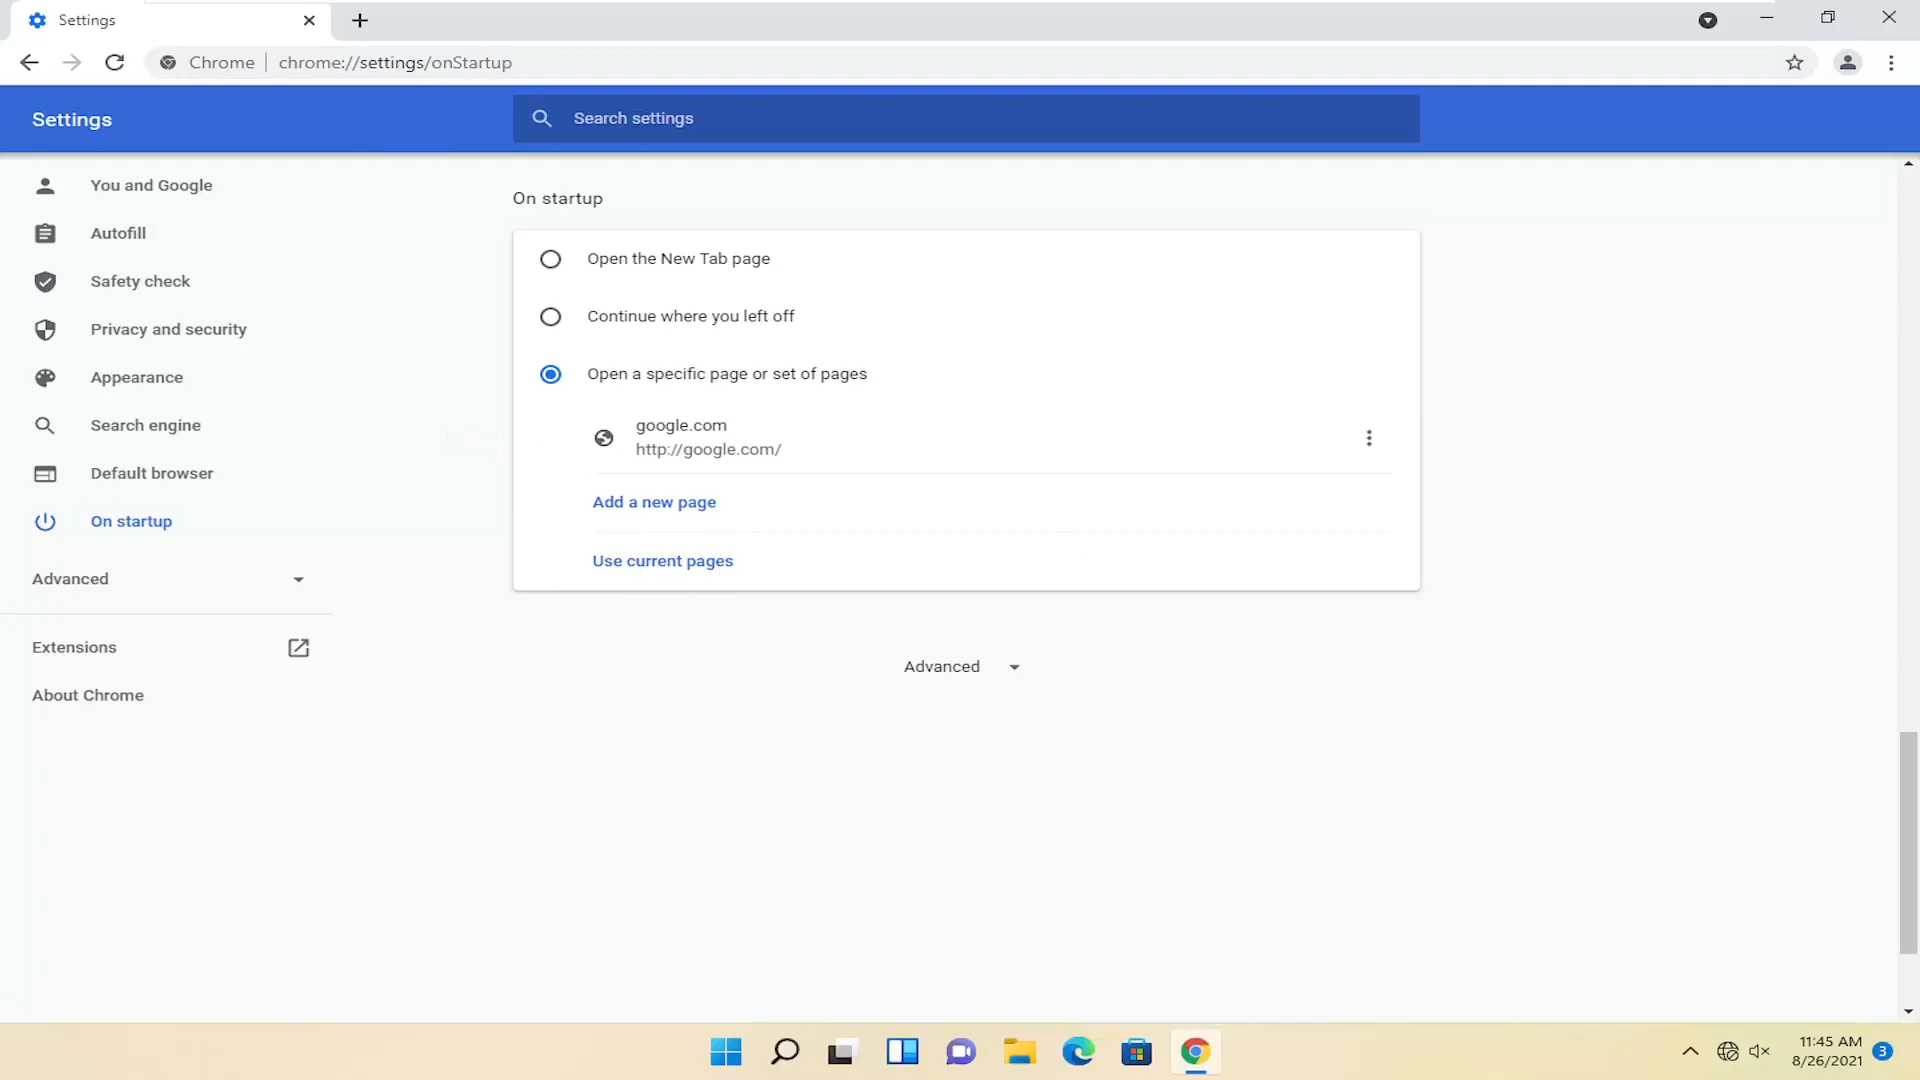 Settings
Chrome | chrome://settings/onStartup
Settings
Search settings
You and Google
Autofill
Safety check
Privacy and security
Appearance
Search engine
Default browser
On startup
Advanced
Extensions
About Chrome
On startup
Open the New Tab page
Continue where you left off
Open a specific page or set of pages
google.com
http://google.com/
Add a new page
Use current pages
Advanced
11:45 AM
8/26/2021
3